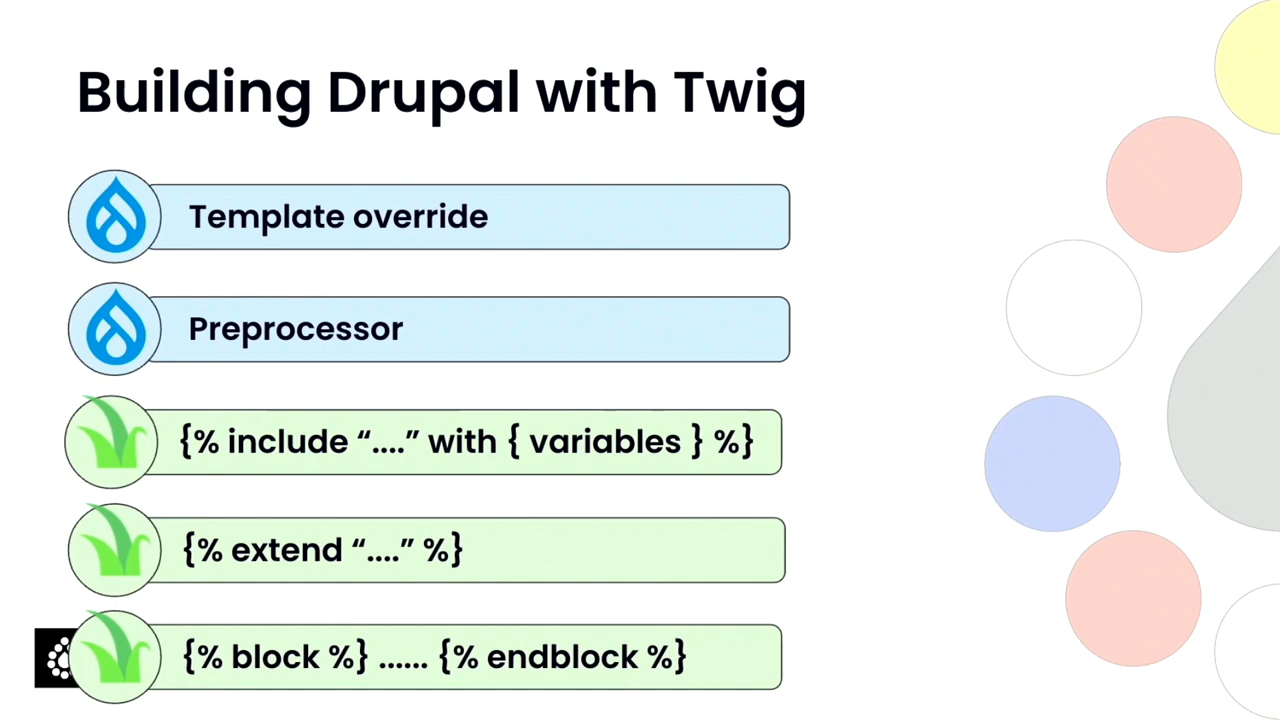 Building Drupal with Twig
Template override
Preprocessor
{% include “....” with { variables } %}
{% extend “....” %}
{% block %} ...... {% endblock %}